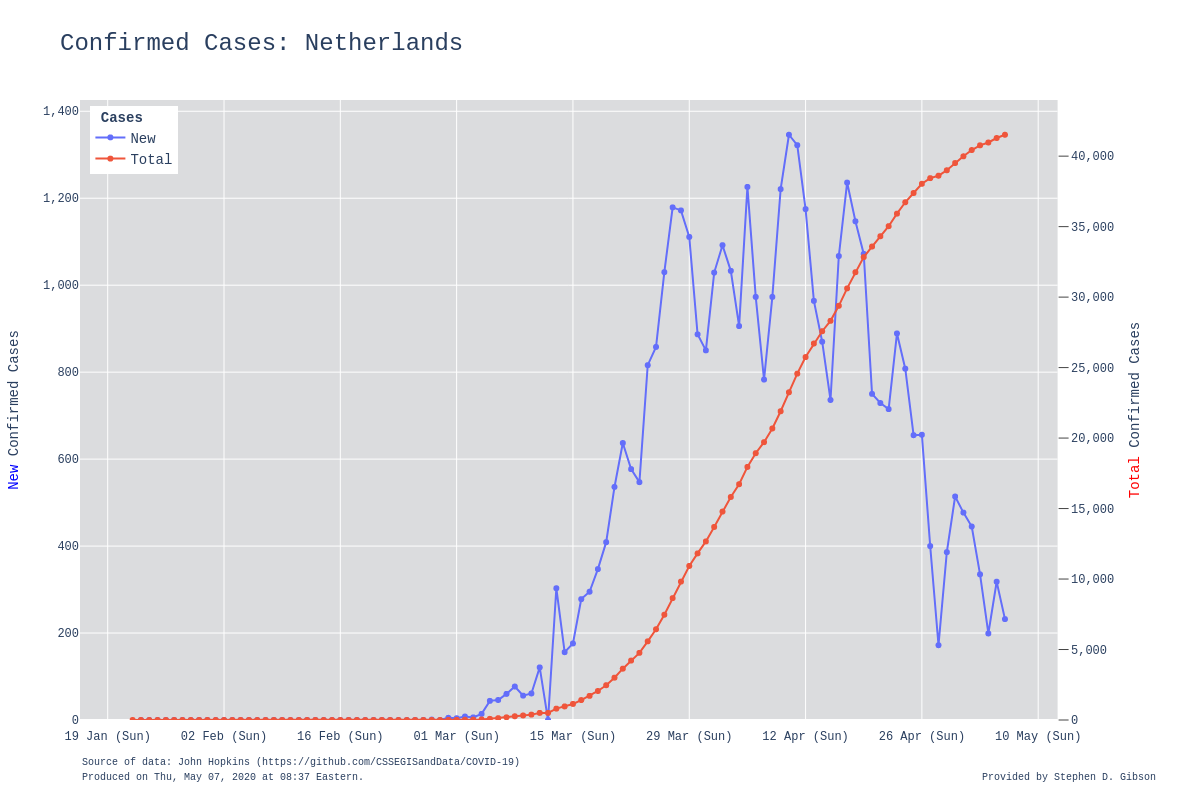 Confirmed Cases: Netherlands
Cases
New
Total
1,400
1,200
1,000
800
600
400
200
0
New Confirmed Cases
40,000
35,000
30,000
25,000
20,000
15,000
10,000
5,000
0
Total Confirmed Cases
19 Jan (Sun) 02 Feb (Sun) 16 Feb (Sun) 01 Mar (Sun) 15 Mar (Sun) 29 Mar (Sun) 12 Apr (Sun) 26 Apr (Sun) 10 May (Sun)
Source of data: John Hopkins (https://github.com/CSSEGISandData/COVID-19)
Produced on Thu, May 07, 2020 at 08:37 Eastern.
Provided by Stephen D. Gibson